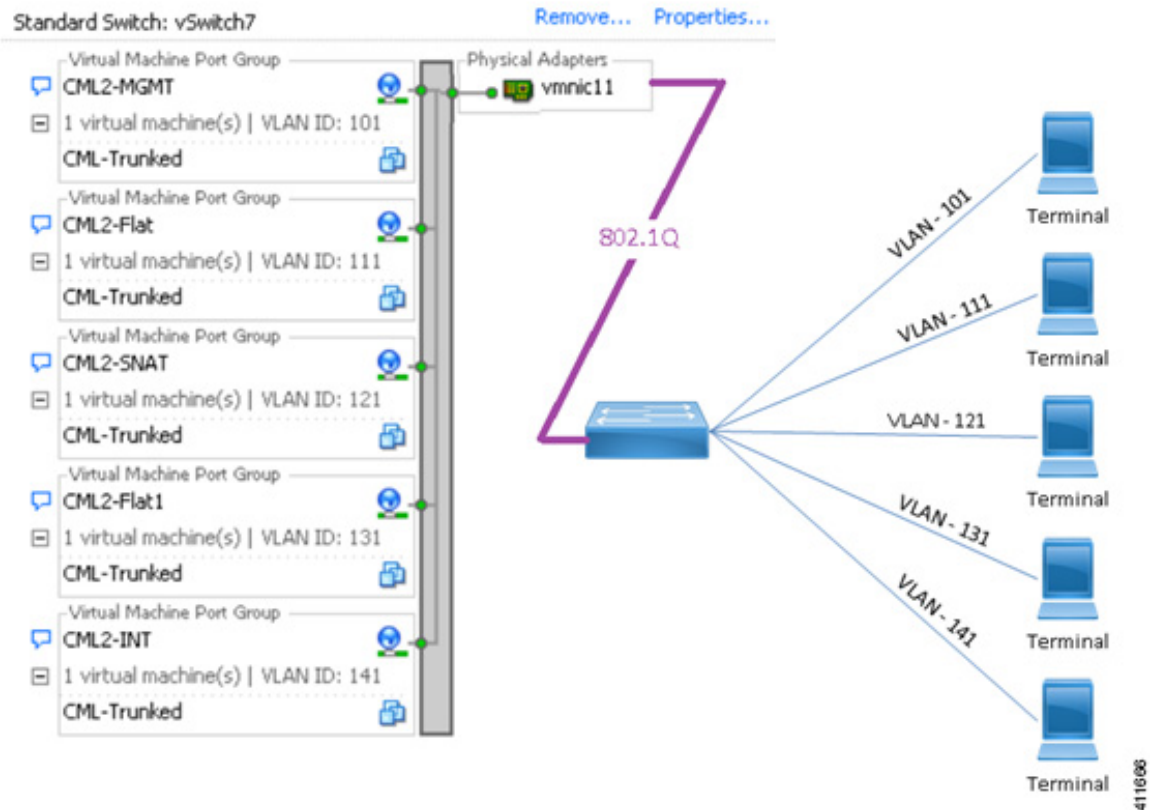 Standard Switch: vSwitch7
Remove... Properties...
Virtual Machine Port Group
CML2-MGMT
1 virtual machine(s) | VLAN ID: 101
CML-Trunked
Virtual Machine Port Group
CML2-Flat
1 virtual machine(s) | VLAN ID: 111
CML-Trunked
Virtual Machine Port Group
CML2-SNAT
1 virtual machine(s) | VLAN ID: 121
CML-Trunked
Virtual Machine Port Group
CML2-Flat1
1 virtual machine(s) | VLAN ID: 131
CML-Trunked
Virtual Machine Port Group
CML2-INT
1 virtual machine(s) | VLAN ID: 141
CML-Trunked
Physical Adapters
vmnic11
802.1Q
VLAN - 101
VLAN - 111
VLAN - 121
VLAN - 131
VLAN - 141
Terminal
Terminal
Terminal
Terminal
Terminal
411666